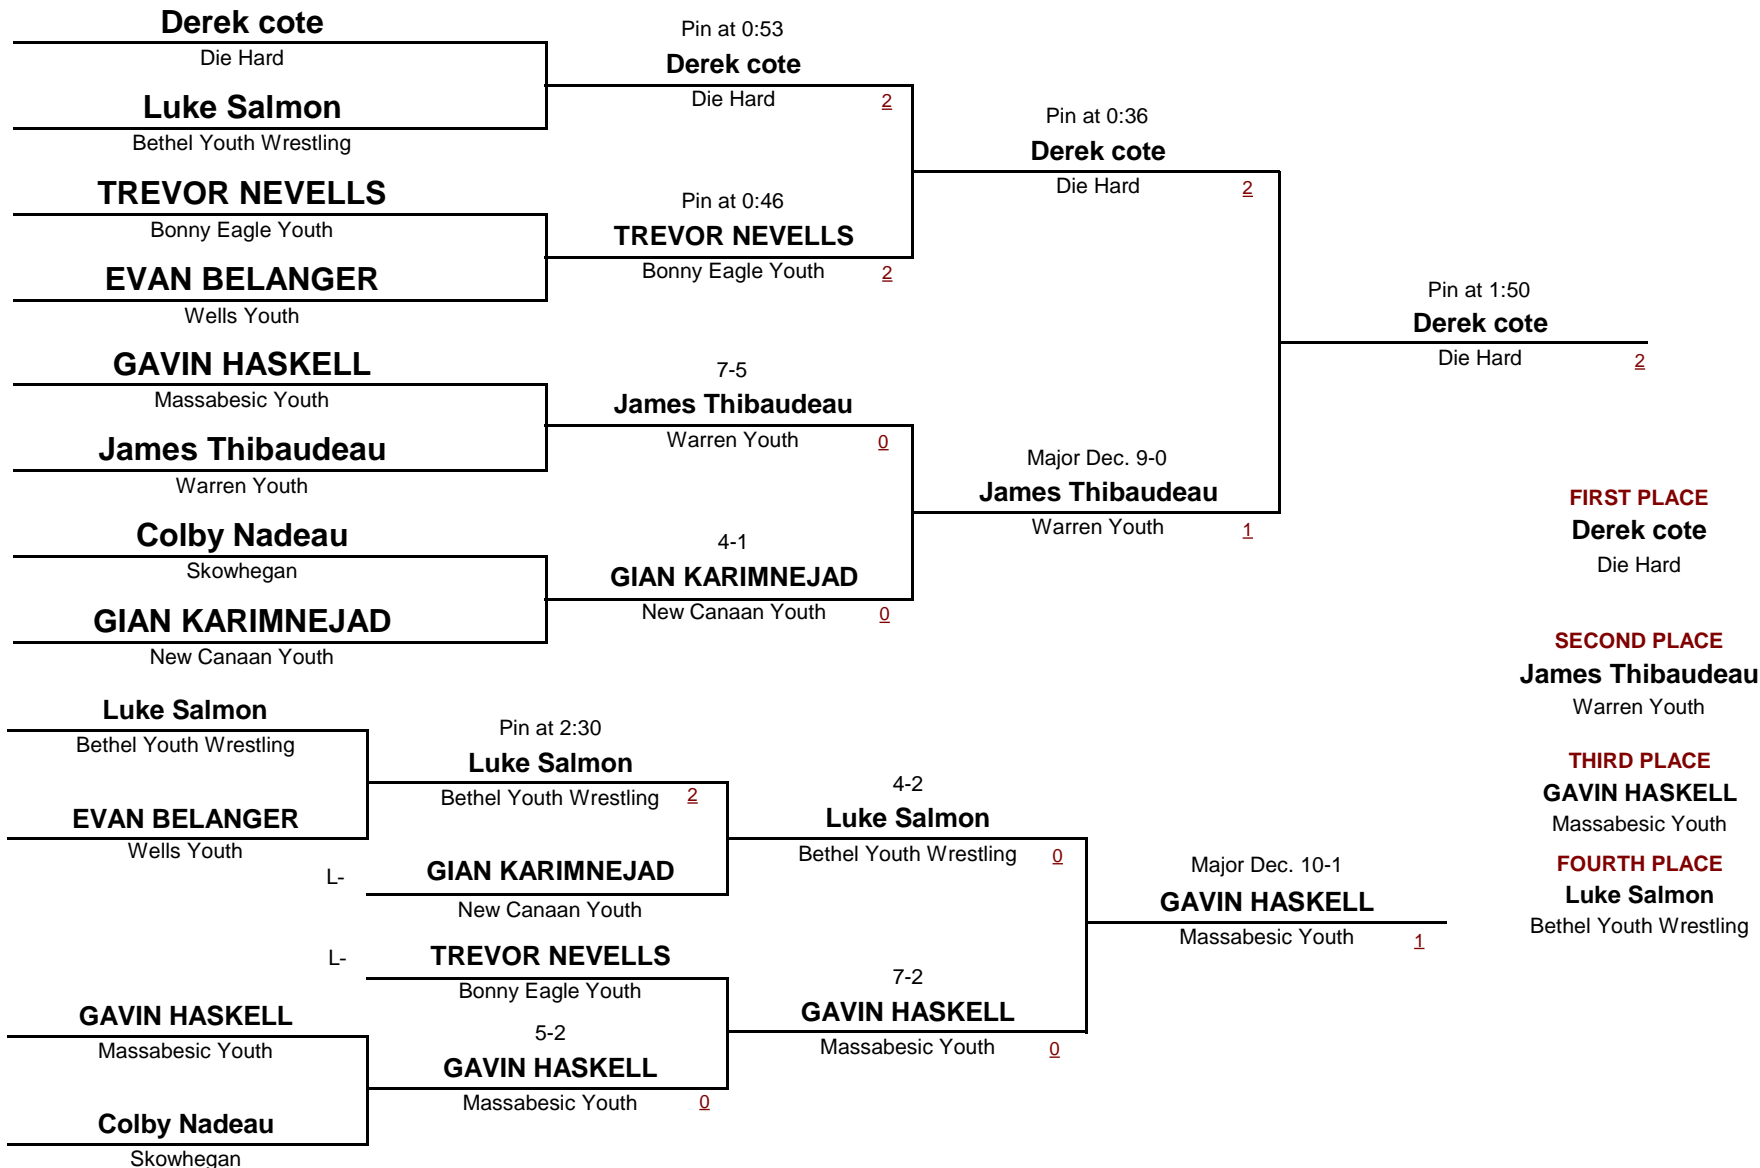 Derek cote
Die Hard
Luke Salmon
Bethel Youth Wrestling
TREVOR NEVELLS
Bonny Eagle Youth
EVAN BELANGER
Wells Youth
GAVIN HASKELL
Massabesic Youth
James Thibaudeau
Warren Youth
Colby Nadeau
Skowhegan
GIAN KARIMNEJAD
New Canaan Youth
Pin at 0:53
Derek cote
Die Hard 2
Pin at 0:46
TREVOR NEVELLS
Bonny Eagle Youth 2
7-5
James Thibaudeau
Warren Youth 0
4-1
GIAN KARIMNEJAD
New Canaan Youth 0
Pin at 0:36
Derek cote
Die Hard 2
Major Dec. 9-0
James Thibaudeau
Warren Youth 1
Pin at 1:50
Derek cote
Die Hard 2
Luke Salmon
Bethel Youth Wrestling
EVAN BELANGER
Wells Youth
GAVIN HASKELL
Massabesic Youth
Colby Nadeau
Skowhegan
Pin at 2:30
Luke Salmon
Bethel Youth Wrestling 2
L- GIAN KARIMNEJAD
New Canaan Youth
L- TREVOR NEVELLS
Bonny Eagle Youth
5-2
GAVIN HASKELL
Massabesic Youth 0
4-2
Luke Salmon
Bethel Youth Wrestling 0
7-2
GAVIN HASKELL
Massabesic Youth 0
Major Dec. 10-1
GAVIN HASKELL
Massabesic Youth 1
FIRST PLACE
Derek cote
Die Hard
SECOND PLACE
James Thibaudeau
Warren Youth
THIRD PLACE
GAVIN HASKELL
Massabesic Youth
FOURTH PLACE
Luke Salmon
Bethel Youth Wrestling